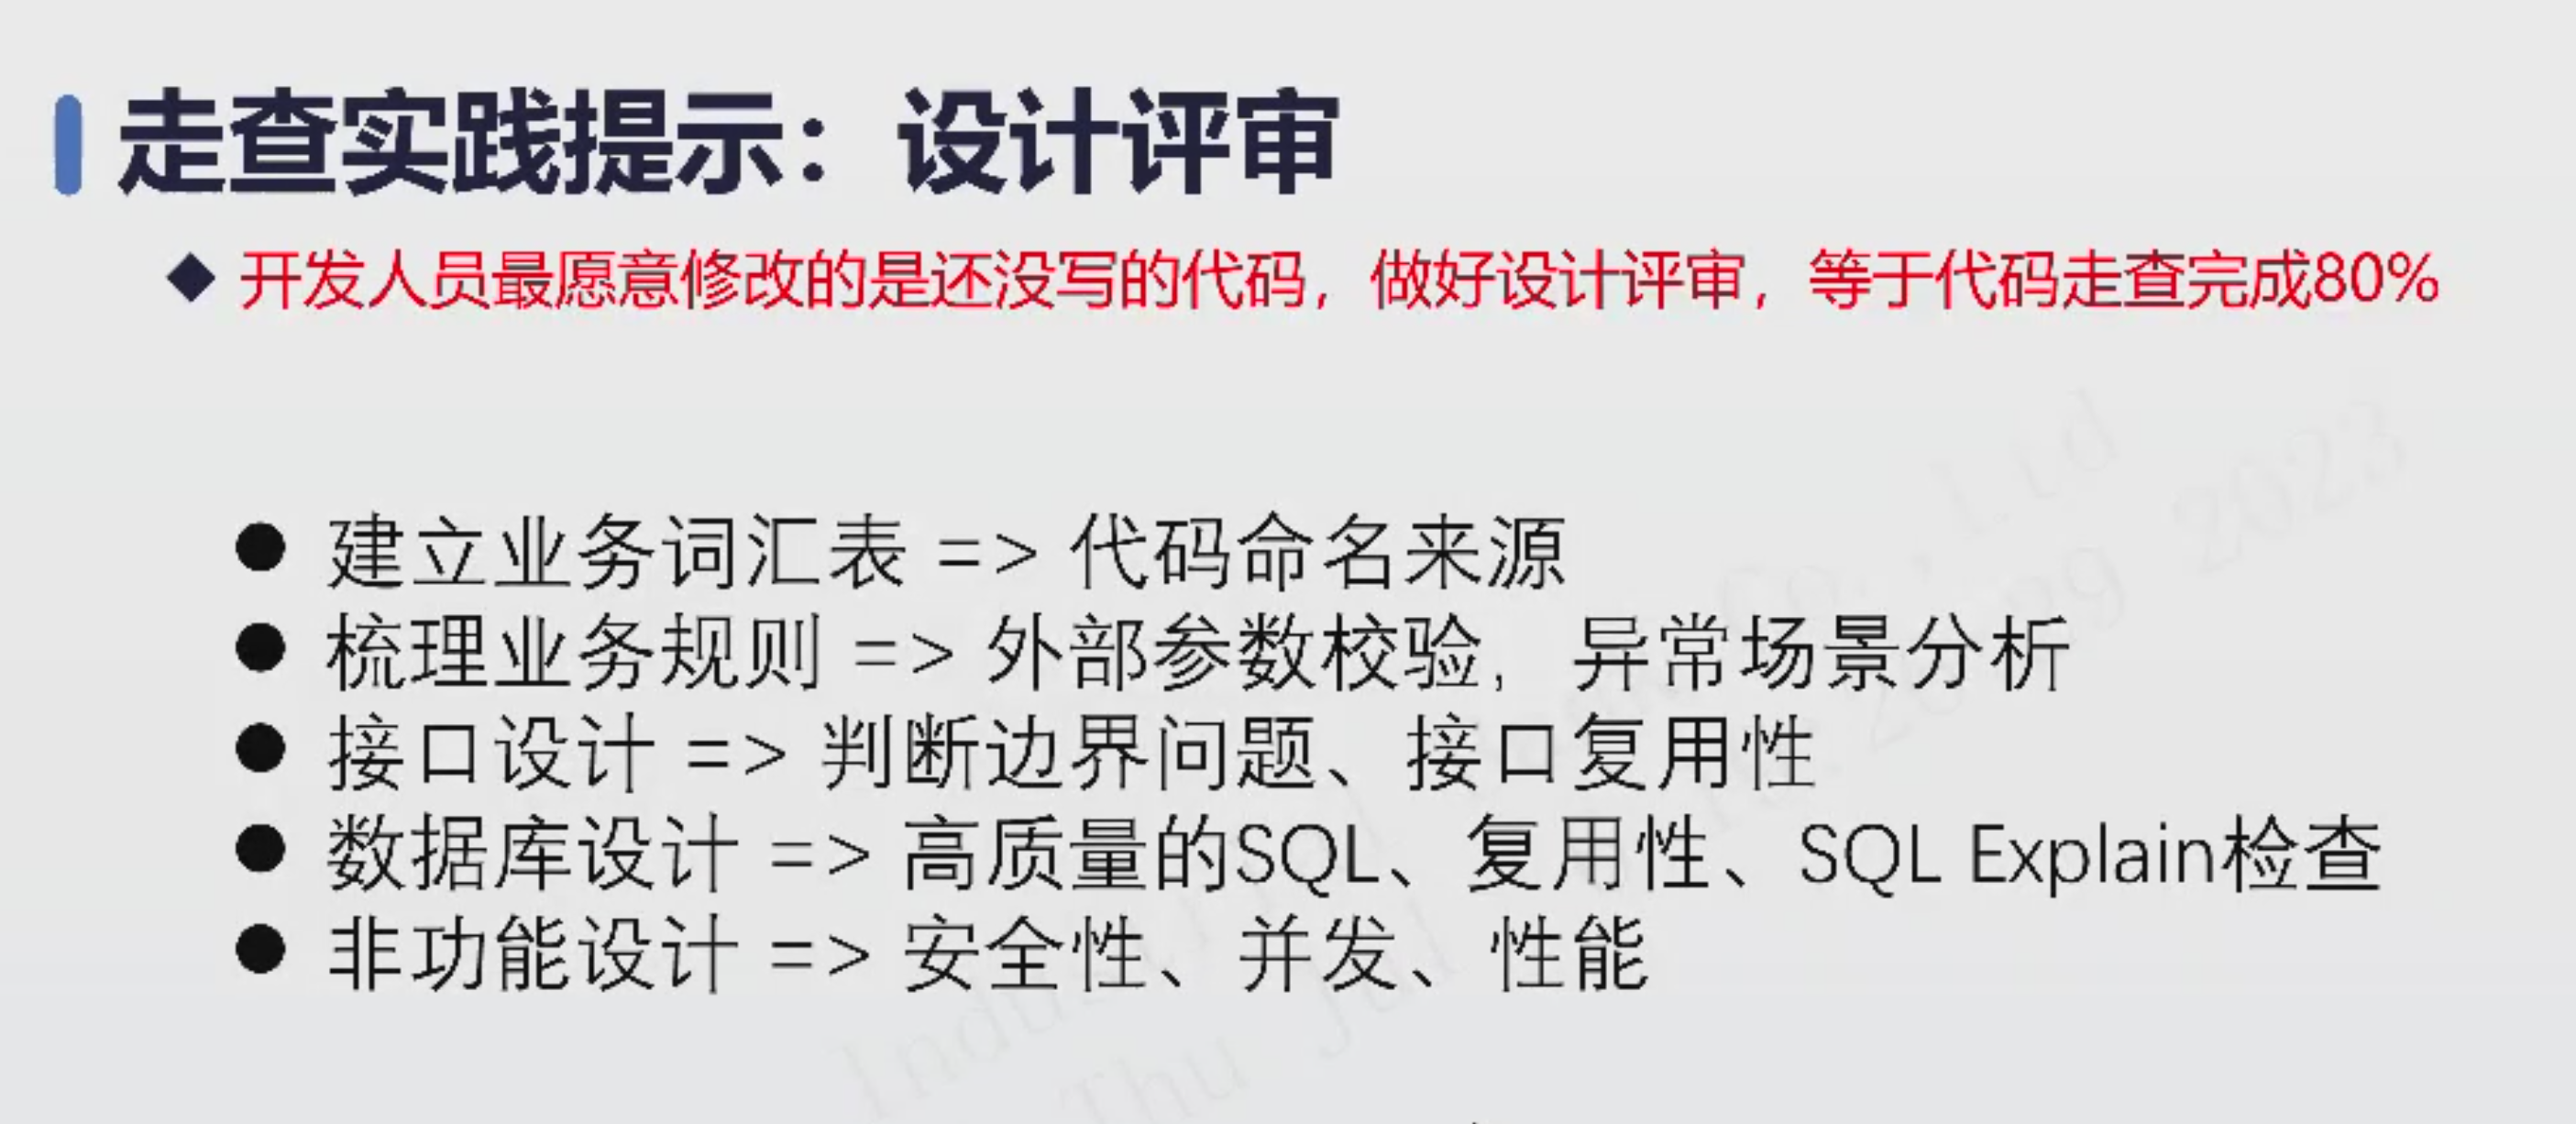 走查实践提示：设计评审
开发人员最愿意修改的是还没写的代码，做好设计评审，等于代码走查完成80%
建立业务词汇表 => 代码命名来源
梳理业务规则 => 外部参数校验，异常场景分析
接口设计 => 判断边界问题、接口复用性
数据库设计 => 高质量的SQL、复用性、SQL Explain检查
非功能设计 => 安全性、并发、性能